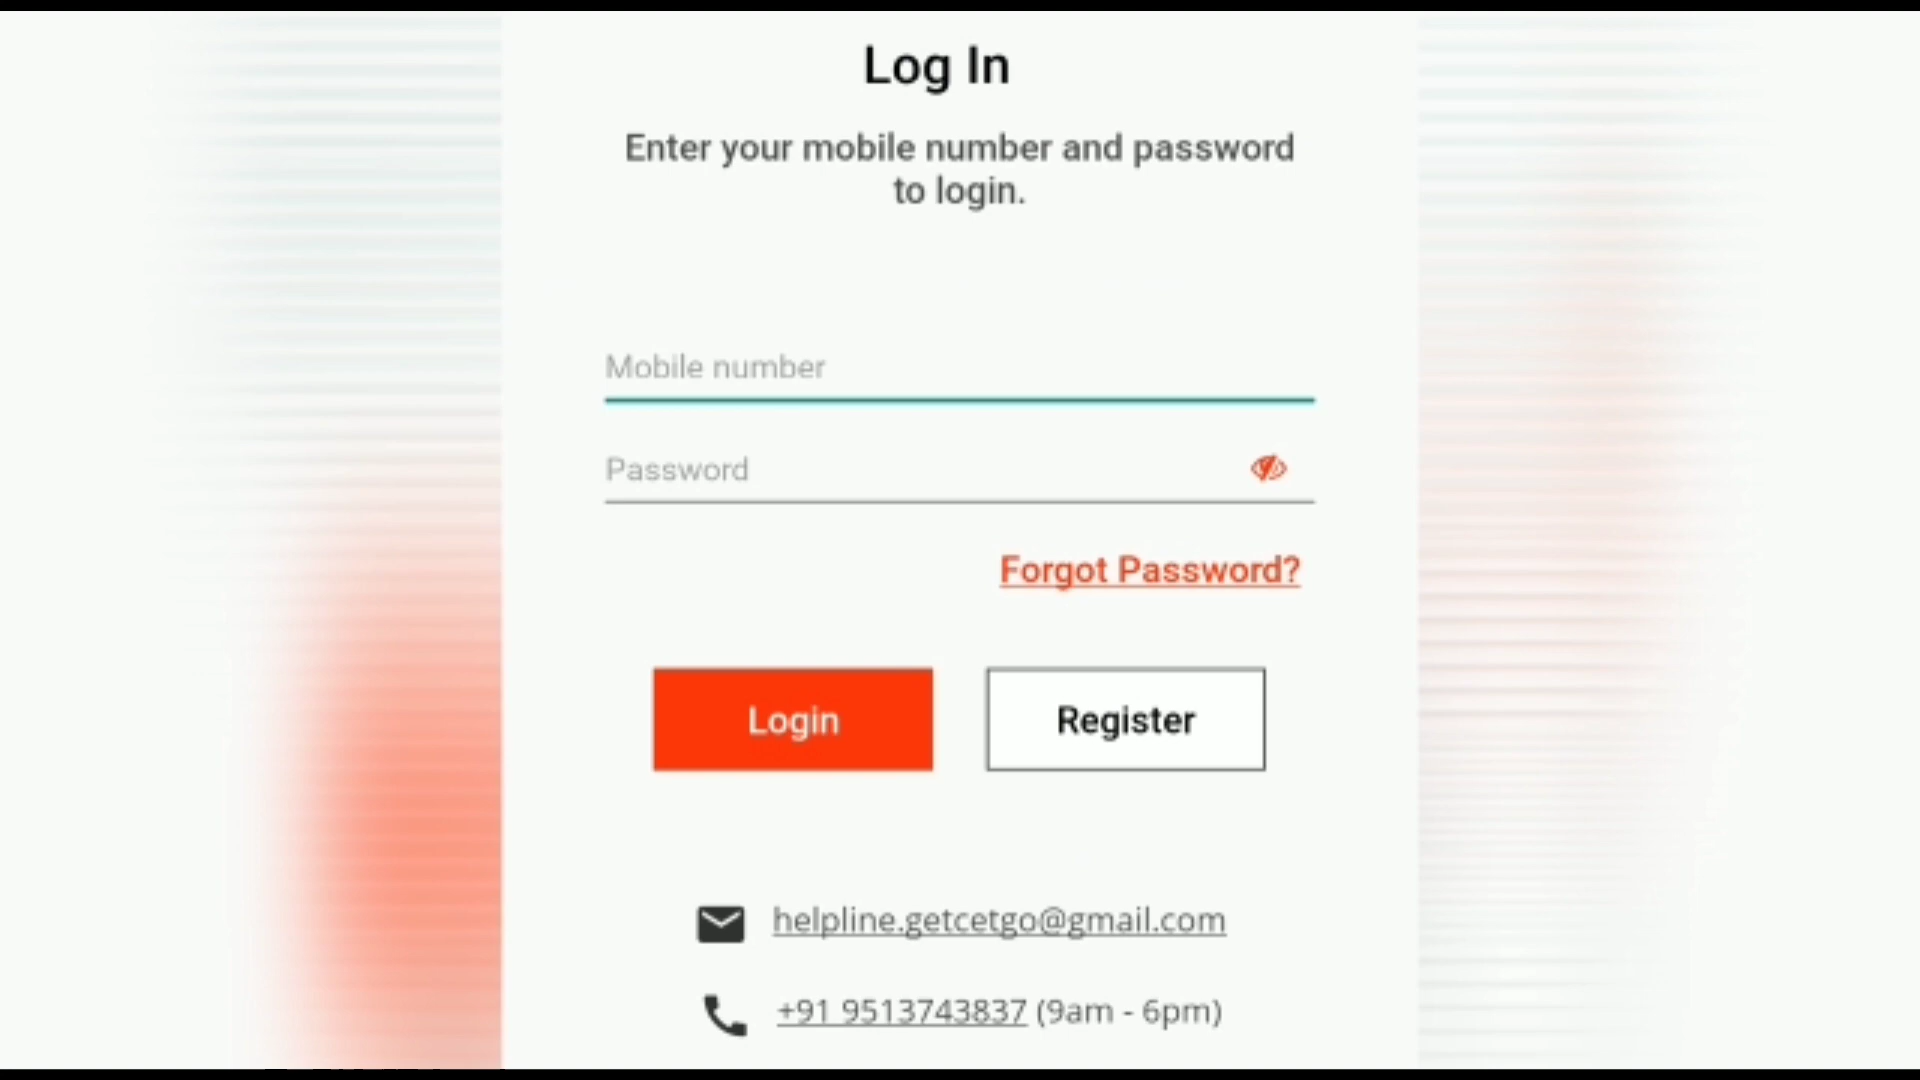 Log In
Enter your mobile number and password
to login.
Mobile number
Password
Forgot Password?
Login
Register
helpline.getcetgo@gmail.com
+91 9513743837 (9am - 6pm)